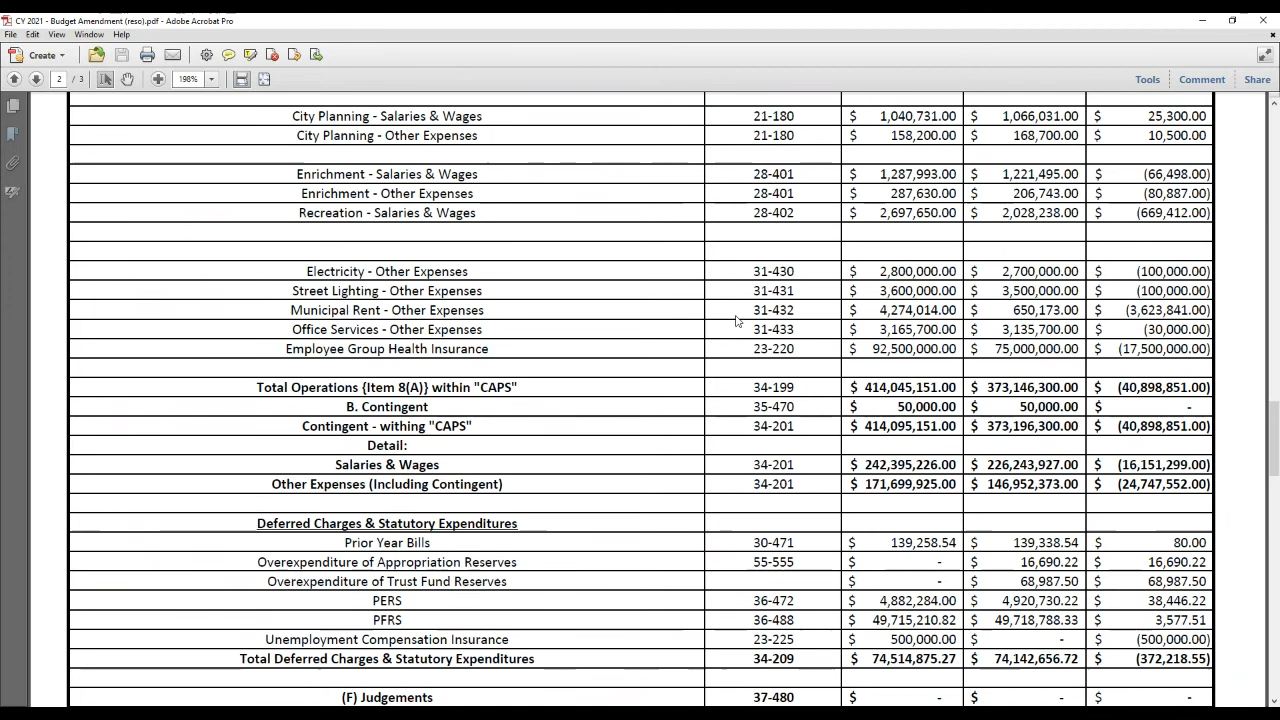 CY 2021 - Budget Amendment (reso).pdf - Adobe Acrobat Pro
File Edit View Window Help
Create
2 / 3 198% Tools Comment Share
City Planning - Salaries & Wages 21-180 $ 1,040,731.00 $ 1,066,031.00 $ 25,300.00
City Planning - Other Expenses 21-180 $ 158,200.00 $ 168,700.00 $ 10,500.00
Enrichment - Salaries & Wages 28-401 $ 1,287,993.00 $ 1,221,495.00 $ (66,498.00)
Enrichment - Other Expenses 28-401 $ 287,630.00 $ 206,743.00 $ (80,887.00)
Recreation - Salaries & Wages 28-402 $ 2,697,650.00 $ 2,028,238.00 $ (669,412.00)
Electricity - Other Expenses 31-430 $ 2,800,000.00 $ 2,700,000.00 $ (100,000.00)
Street Lighting - Other Expenses 31-431 $ 3,600,000.00 $ 3,500,000.00 $ (100,000.00)
Municipal Rent - Other Expenses 31-432 $ 4,274,014.00 $ 650,173.00 $ (3,623,841.00)
Office Services - Other Expenses 31-433 $ 3,165,700.00 $ 3,135,700.00 $ (30,000.00)
Employee Group Health Insurance 23-220 $ 92,500,000.00 $ 75,000,000.00 $ (17,500,000.00)
Total Operations {Item 8(A)} within "CAPS" 34-199 $ 414,045,151.00 $ 373,146,300.00 $ (40,898,851.00)
B. Contingent 35-470 $ 50,000.00 $ 50,000.00 $ -
Contingent - withing "CAPS" 34-201 $ 414,095,151.00 $ 373,196,300.00 $ (40,898,851.00)
Detail:
Salaries & Wages 34-201 $ 242,395,226.00 $ 226,243,927.00 $ (16,151,299.00)
Other Expenses (Including Contingent) 34-201 $ 171,699,925.00 $ 146,952,373.00 $ (24,747,552.00)
Deferred Charges & Statutory Expenditures
Prior Year Bills 30-471 $ 139,258.54 $ 139,338.54 $ 80.00
Overexpenditure of Appropriation Reserves 55-555 $ - $ 16,690.22 $ 16,690.22
Overexpenditure of Trust Fund Reserves $ - $ 68,987.50 $ 68,987.50
PERS 36-472 $ 4,882,284.00 $ 4,920,730.22 $ 38,446.22
PFRS 36-488 $ 49,715,210.82 $ 49,718,788.33 $ 3,577.51
Unemployment Compensation Insurance 23-225 $ 500,000.00 $ - $ (500,000.00)
Total Deferred Charges & Statutory Expenditures 34-209 $ 74,514,875.27 $ 74,142,656.72 $ (372,218.55)
(F) Judgements 37-480 $ - $ - $ -